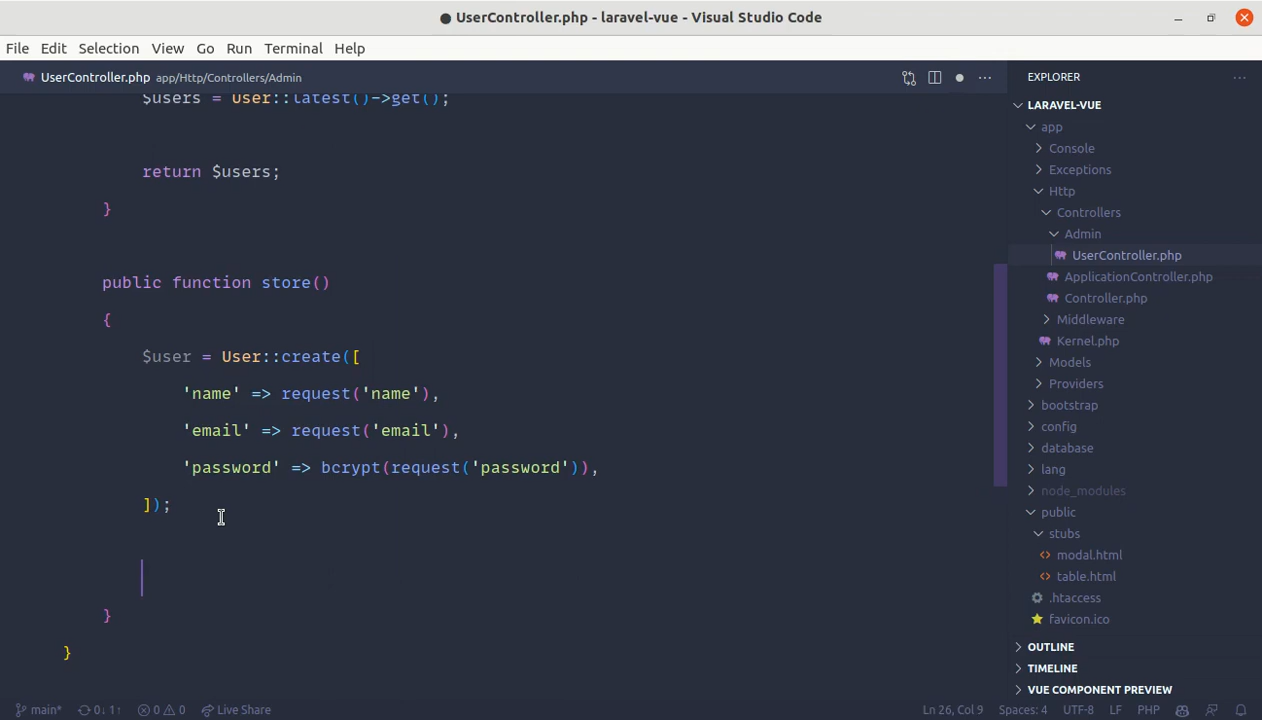 ● UserController.php - laravel-vue - Visual Studio Code
File Edit Selection View Go Run Terminal Help
UserController.php app/Http/Controllers/Admin
$users = User::latest()->get();
return $users;
}
public function store()
{
$user = User::create([
'name' => request('name'),
'email' => request('email'),
'password' => bcrypt(request('password')),
]);
}
}
EXPLORER
LARAVEL-VUE
app
Console
Exceptions
Http
Controllers
Admin
UserController.php
ApplicationController.php
Controller.php
Middleware
Kernel.php
Models
Providers
bootstrap
config
database
lang
node_modules
public
stubs
modal.html
table.html
.htaccess
favicon.ico
OUTLINE
TIMELINE
VUE COMPONENT PREVIEW
main* 0↓ 1↑ 0 0 Live Share Ln 26, Col 9 Spaces: 4 UTF-8 LF PHP